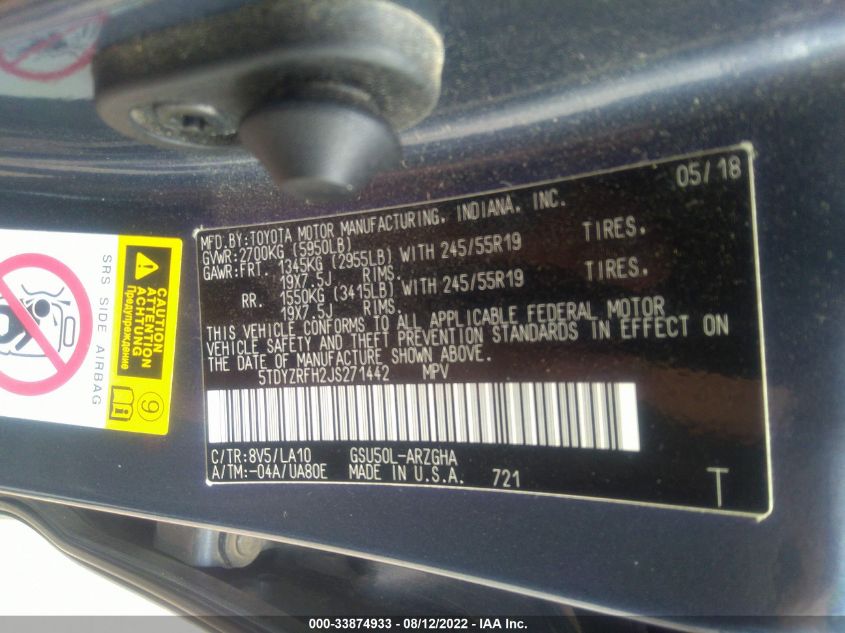 05/18
MFD.BY:TOYOTA MOTOR MANUFACTURING, INDIANA, INC.
GVWR:2700KG (5950LB)
GAWR:FRT. 1345KG (2955LB) WITH 245/55R19 TIRES.
19X7.5J RIMS.
RR. 1550KG (3415LB) WITH 245/55R19 TIRES.
19X7.5J RIMS.
THIS VEHICLE CONFORMS TO ALL APPLICABLE FEDERAL MOTOR
VEHICLE SAFETY AND THEFT PREVENTION STANDARDS IN EFFECT ON
THE DATE OF MANUFACTURE SHOWN ABOVE.
5TDYZRFH2JS271442 MPV
C/TR:8V5/LA10 GSU50L-ARZGHA
A/TM:-04A/UA80E MADE IN U.S.A. 721
T
SRS SIDE AIRBAG
CAUTION
ATTENTION
ACHTUNG
Предупреждение
9
000-33874933 - 08/12/2022 - IAA Inc.